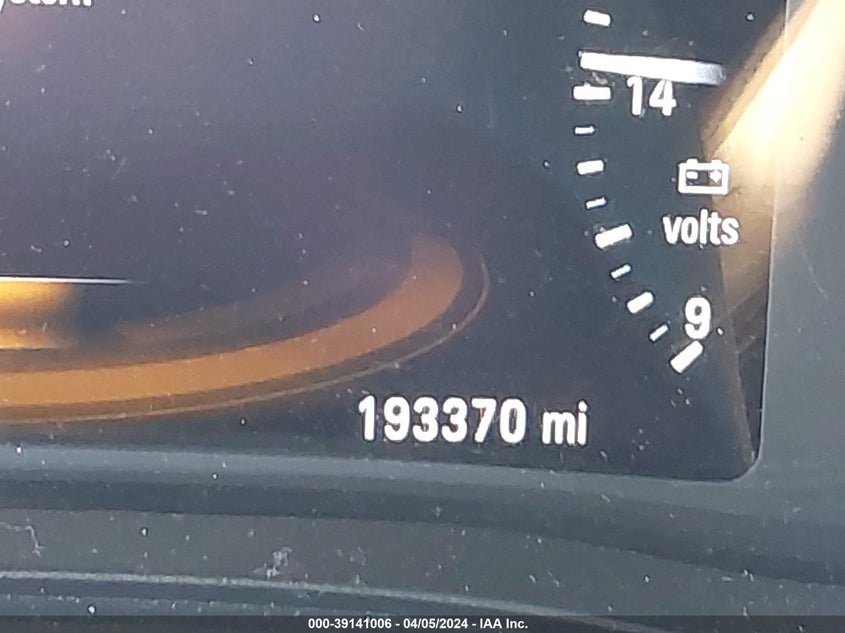 14
volts
9
193370 mi
000-39141006 - 04/05/2024 - IAA Inc.